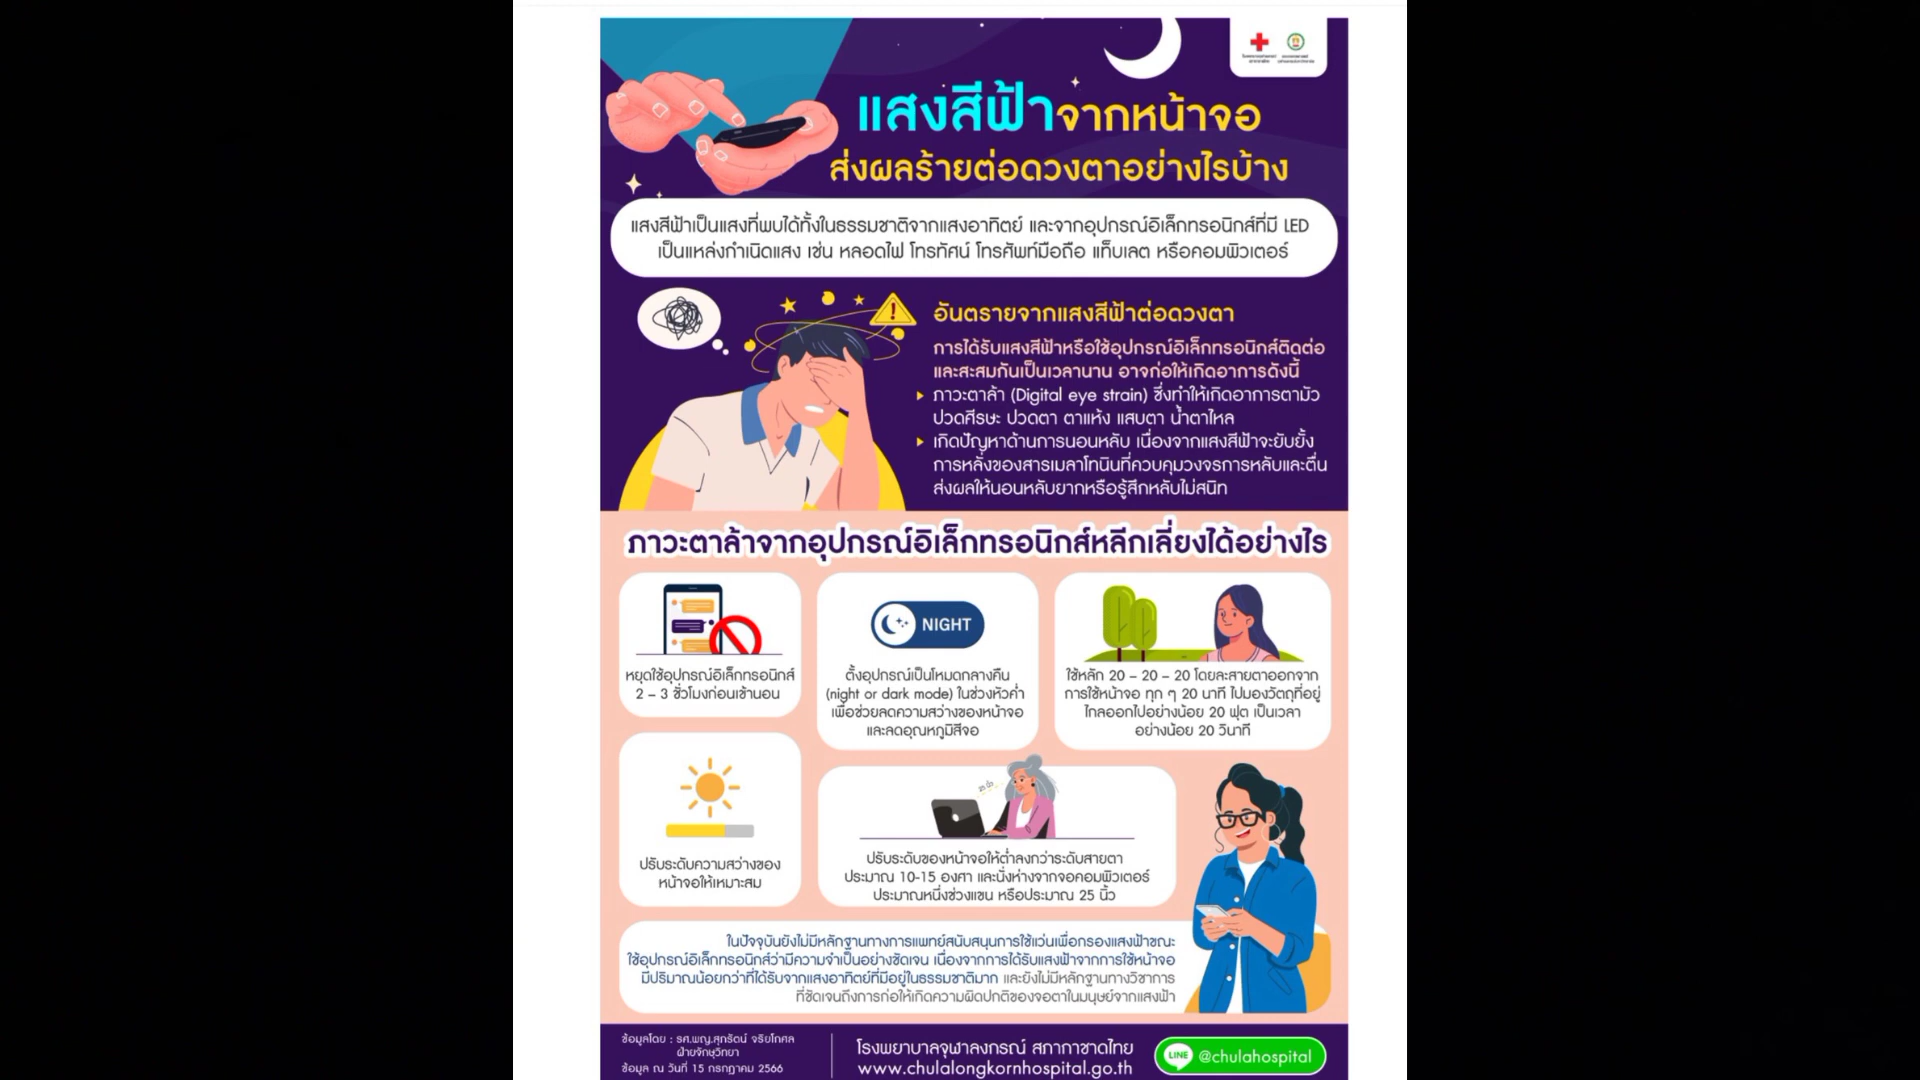 แสงสีฟ้าจากหน้าจอ
ส่งผลร้ายต่อดวงตาอย่างไรบ้าง
แสงสีฟ้าเป็นแสงที่พบได้ทั้งในธรรมชาติจากแสงอาทิตย์ และจากอุปกรณ์อิเล็กทรอนิกส์ที่มี LED
เป็นแหล่งกำเนิดแสง เช่น หลอดไฟ โทรทัศน์ โทรศัพท์มือถือ แท็บเลต หรือคอมพิวเตอร์
อันตรายจากแสงสีฟ้าต่อดวงตา
การได้รับแสงสีฟ้าหรือใช้อุปกรณ์อิเล็กทรอนิกส์ติดต่อ
และสะสมกันเป็นเวลานาน อาจก่อให้เกิดอาการดังนี้
ภาวะตาล้า (Digital eye strain) ซึ่งทำให้เกิดอาการตามัว
ปวดศีรษะ ปวดตา ตาแห้ง แสบตา น้ำตาไหล
เกิดปัญหาด้านการนอนหลับ เนื่องจากแสงสีฟ้าจะยับยั้ง
การหลั่งของสารเมลาโทนินที่ควบคุมวงจรการหลับและตื่น
ส่งผลให้นอนหลับยากหรือรู้สึกหลับไม่สนิท
ภาวะตาล้าจากอุปกรณ์อิเล็กทรอนิกส์หลีกเลี่ยงได้อย่างไร
หยุดใช้อุปกรณ์อิเล็กทรอนิกส์
2 – 3 ชั่วโมงก่อนเข้านอน
NIGHT
ตั้งอุปกรณ์เป็นโหมดกลางคืน
(night or dark mode) ในช่วงหัวค่ำ
เพื่อช่วยลดความสว่างของหน้าจอ
และลดอุณหภูมิสีจอ
ใช้หลัก 20 – 20 – 20 โดยละสายตาออกจาก
การใช้หน้าจอ ทุก ๆ 20 นาที ไปมองวัตถุที่อยู่
ไกลออกไปอย่างน้อย 20 ฟุต เป็นเวลา
อย่างน้อย 20 วินาที
ปรับระดับความสว่างของ
หน้าจอให้เหมาะสม
25 นิ้ว
ปรับระดับของหน้าจอให้ต่ำลงกว่าระดับสายตา
ประมาณ 10-15 องศา และนั่งห่างจากจอคอมพิวเตอร์
ประมาณหนึ่งช่วงแขน หรือประมาณ 25 นิ้ว
ในปัจจุบันยังไม่มีหลักฐานทางการแพทย์สนับสนุนการใช้แว่นเพื่อกรองแสงฟ้าขณะ
ใช้อุปกรณ์อิเล็กทรอนิกส์ว่ามีความจำเป็นอย่างชัดเจน เนื่องจากการได้รับแสงฟ้าจากการใช้หน้าจอ
มีปริมาณน้อยกว่าที่ได้รับจากแสงอาทิตย์ที่มีอยู่ในธรรมชาติมาก และยังไม่มีหลักฐานทางวิชาการ
ที่ชัดเจนถึงการก่อให้เกิดความผิดปกติของจอตาในมนุษย์จากแสงฟ้า
ข้อมูลโดย : รศ.พญ.สุภรัตน์ จริยโกศล
ฝ่ายจักษุวิทยา
ข้อมูล ณ วันที่ 15 กรกฎาคม 2566
โรงพยาบาลจุฬาลงกรณ์ สภากาชาดไทย
www.chulalongkornhospital.go.th
LINE @chulahospital